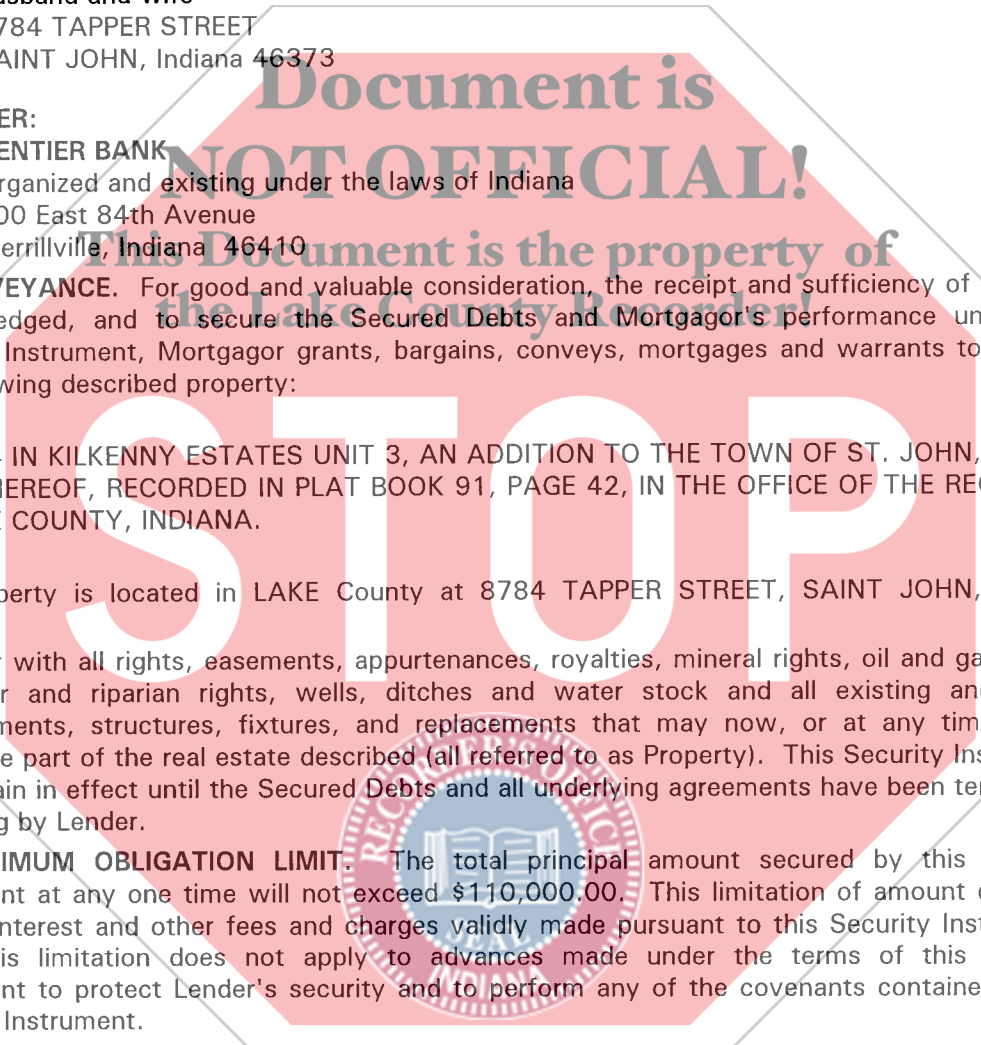 husband and wife
784 TAPPER STREET
AINT JOHN, Indiana 46373
Document is
ER:
ENTIER BANK
NOT OFFICIAL!
rganized and existing under the laws of Indiana
00 East 84th Avenue
errillville, Indiana 46410
This Document is the property of
VEYANCE. For good and valuable consideration, the receipt and sufficiency of
the Lake County Recorder!
edged, and to secure the Secured Debts and Mortgagor's performance un
Instrument, Mortgagor grants, bargains, conveys, mortgages and warrants to
wing described property:
STOP
IN KILKENNY ESTATES UNIT 3, AN ADDITION TO THE TOWN OF ST. JOHN,
HEREOF, RECORDED IN PLAT BOOK 91, PAGE 42, IN THE OFFICE OF THE REC
E COUNTY, INDIANA.
perty is located in LAKE County at 8784 TAPPER STREET, SAINT JOHN,
r with all rights, easements, appurtenances, royalties, mineral rights, oil and ga
r and riparian rights, wells, ditches and water stock and all existing an
ments, structures, fixtures, and replacements that may now, or at any tim
e part of the real estate described (all referred to as Property). This Security Ins
ain in effect until the Secured Debts and all underlying agreements have been te
g by Lender.
RECORDER'S OFFICE
IMUM OBLIGATION LIMIT. The total principal amount secured by this
nt at any one time will not exceed $110,000.00. This limitation of amount
nterest and other fees and charges validly made pursuant to this Security Inst
SEAL
is limitation does not apply to advances made under the terms of this
INDIANA
nt to protect Lender's security and to perform any of the covenants containe
Instrument.